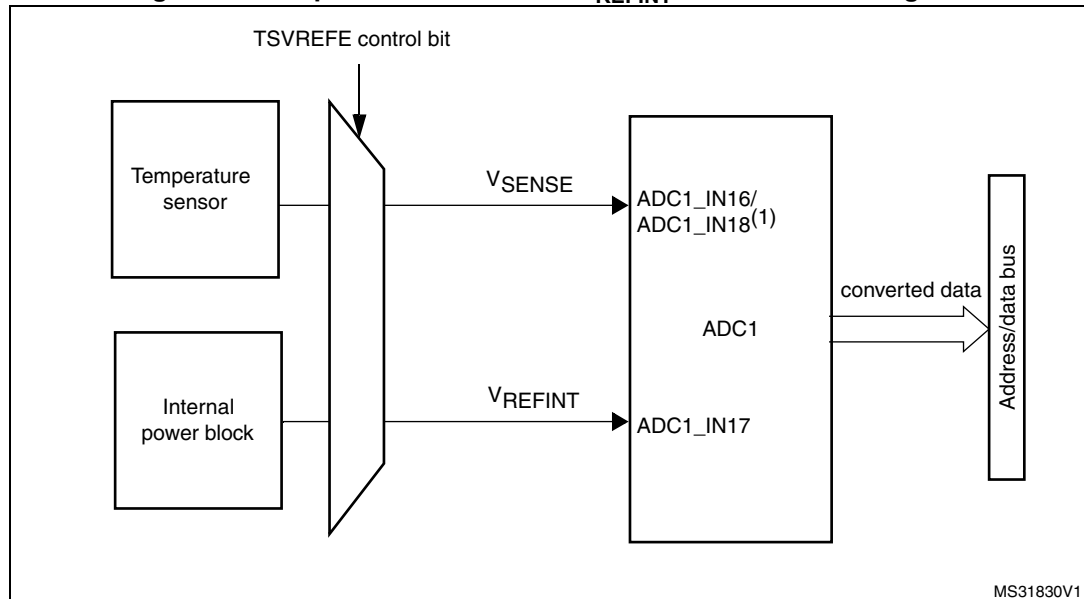 REFINT
TSVREFE control bit
Temperature
sensor
VSENSE
ADC1_IN16/
ADC1_IN18(1)
converted data
Address/data bus
ADC1
Internal
power block
VREFINT
ADC1_IN17
MS31830V1